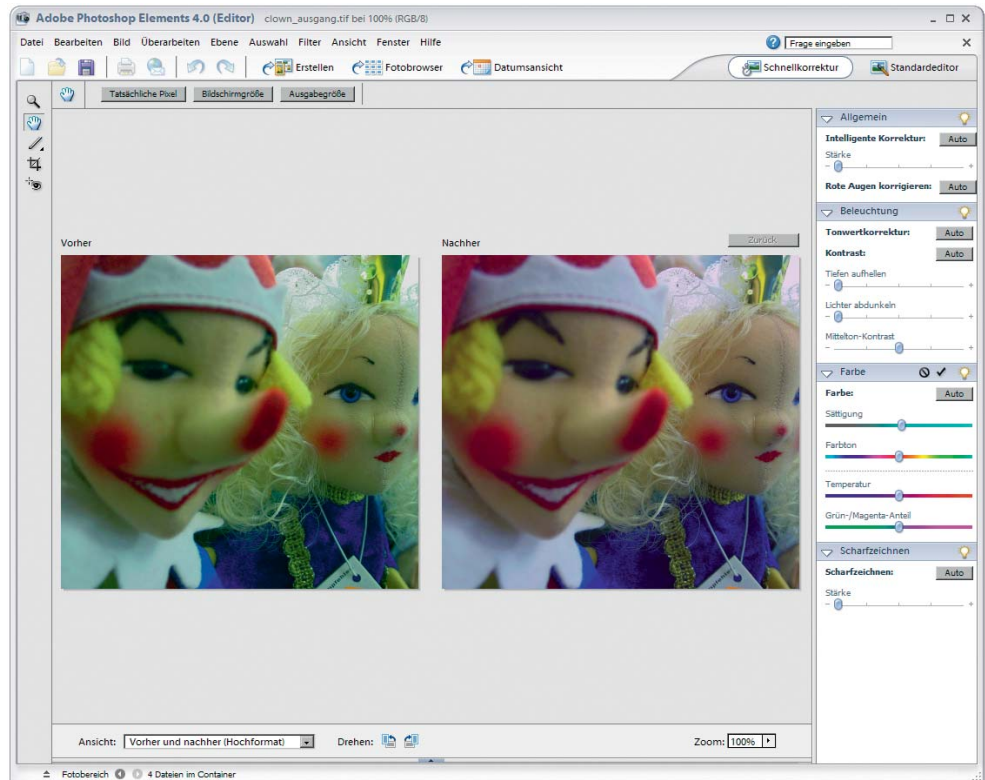 Adobe Photoshop Elements 4.0 (Editor) clown_ausgang.tif bei 100% (RGB/8)
Datei Bearbeiten Bild Überarbeiten Ebene Auswahl Filter Ansicht Fenster Hilfe
Frage eingeben
Erstellen Fotobrowser Datumsansicht
Schnellkorrektur Standardeditor
Tatsächliche Pixel Bildschirmgröße Ausgabegröße
Vorher
Nachher
Zurück
Allgemein
Intelligente Korrektur: Auto
Stärke
- +
Rote Augen korrigieren: Auto
Beleuchtung
Tonwertkorrektur: Auto
Kontrast: Auto
Tiefen aufhellen
- +
Lichter abdunkeln
- +
Mittelton-Kontrast
- +
Farbe
Farbe: Auto
Sättigung
Farbton
Temperatur
Grün-/Magenta-Anteil
Scharfzeichnen
Scharfzeichnen: Auto
Stärke
- +
Ansicht: Vorher und nachher (Hochformat) Drehen: Zoom: 100%
Fotobereich 4 Dateien im Container